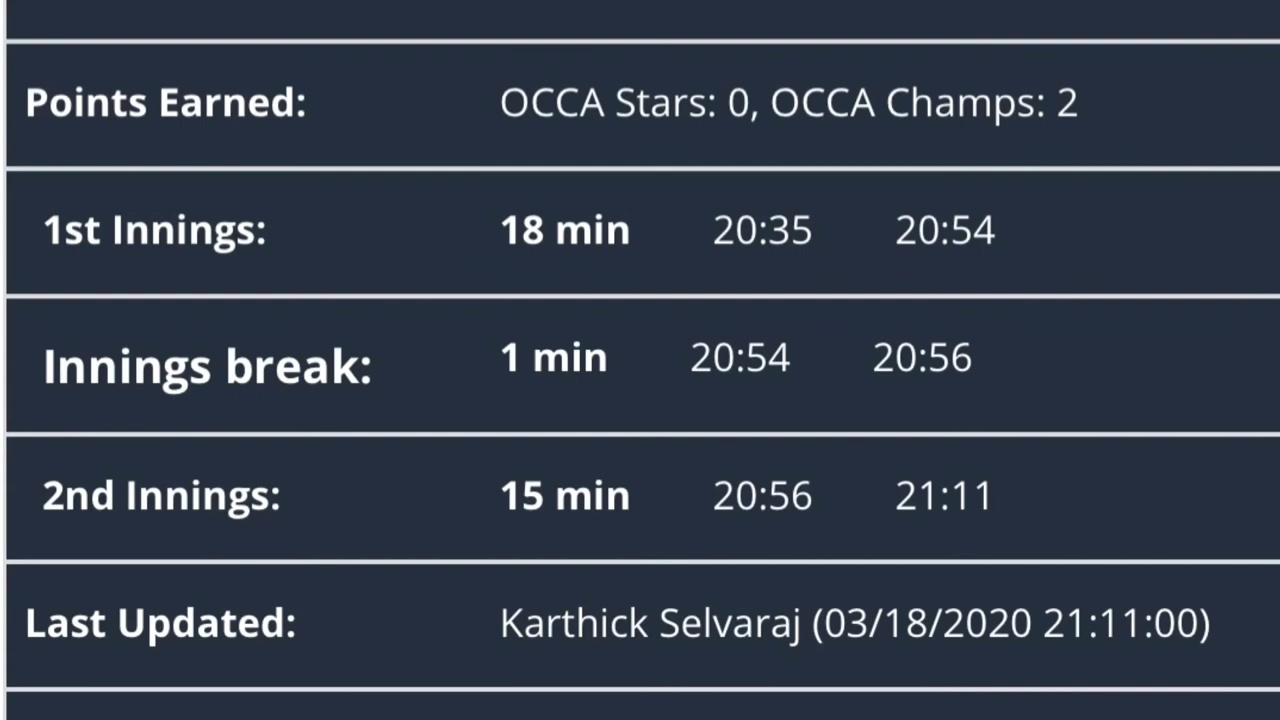 Points Earned: OCCA Stars: 0, OCCA Champs: 2
1st Innings: 18 min 20:35 20:54
Innings break: 1 min 20:54 20:56
2nd Innings: 15 min 20:56 21:11
Last Updated: Karthick Selvaraj (03/18/2020 21:11:00)